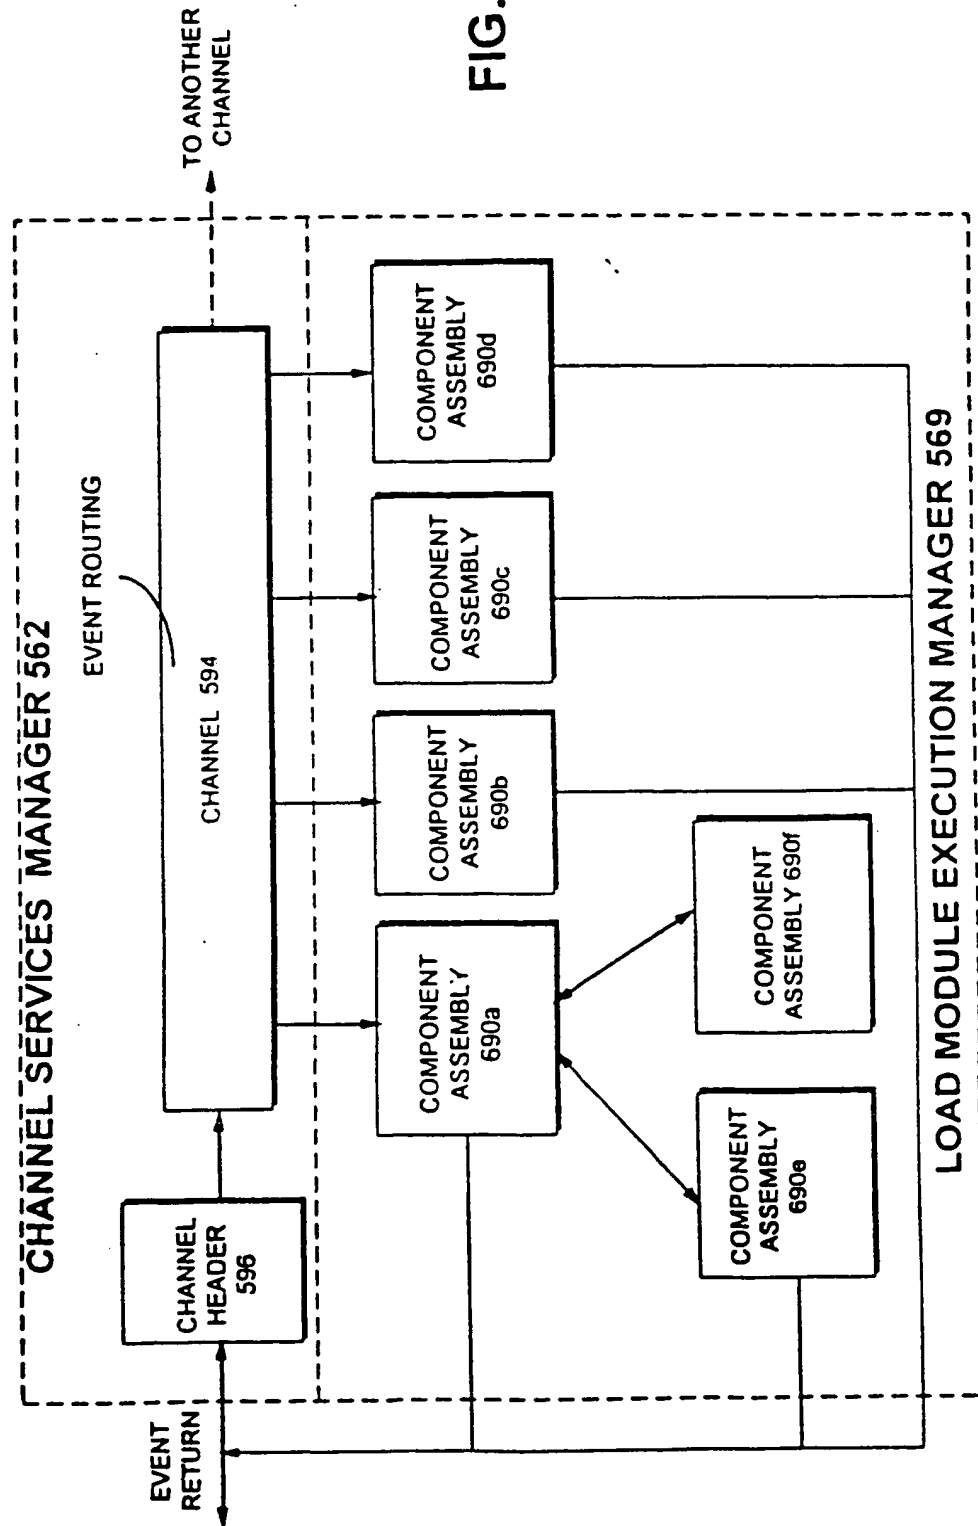 CHANNEL SERVICES MANAGER 562
EVENT ROUTING
TO ANOTHER
CHANNEL
EVENT
RETURN
CHANNEL
HEADER
596
CHANNEL 594
COMPONENT
ASSEMBLY
690a
COMPONENT
ASSEMBLY
690b
COMPONENT
ASSEMBLY
690c
COMPONENT
ASSEMBLY
690d
COMPONENT
ASSEMBLY
690e
COMPONENT
ASSEMBLY 690f
LOAD MODULE EXECUTION MANAGER 569
FIG.